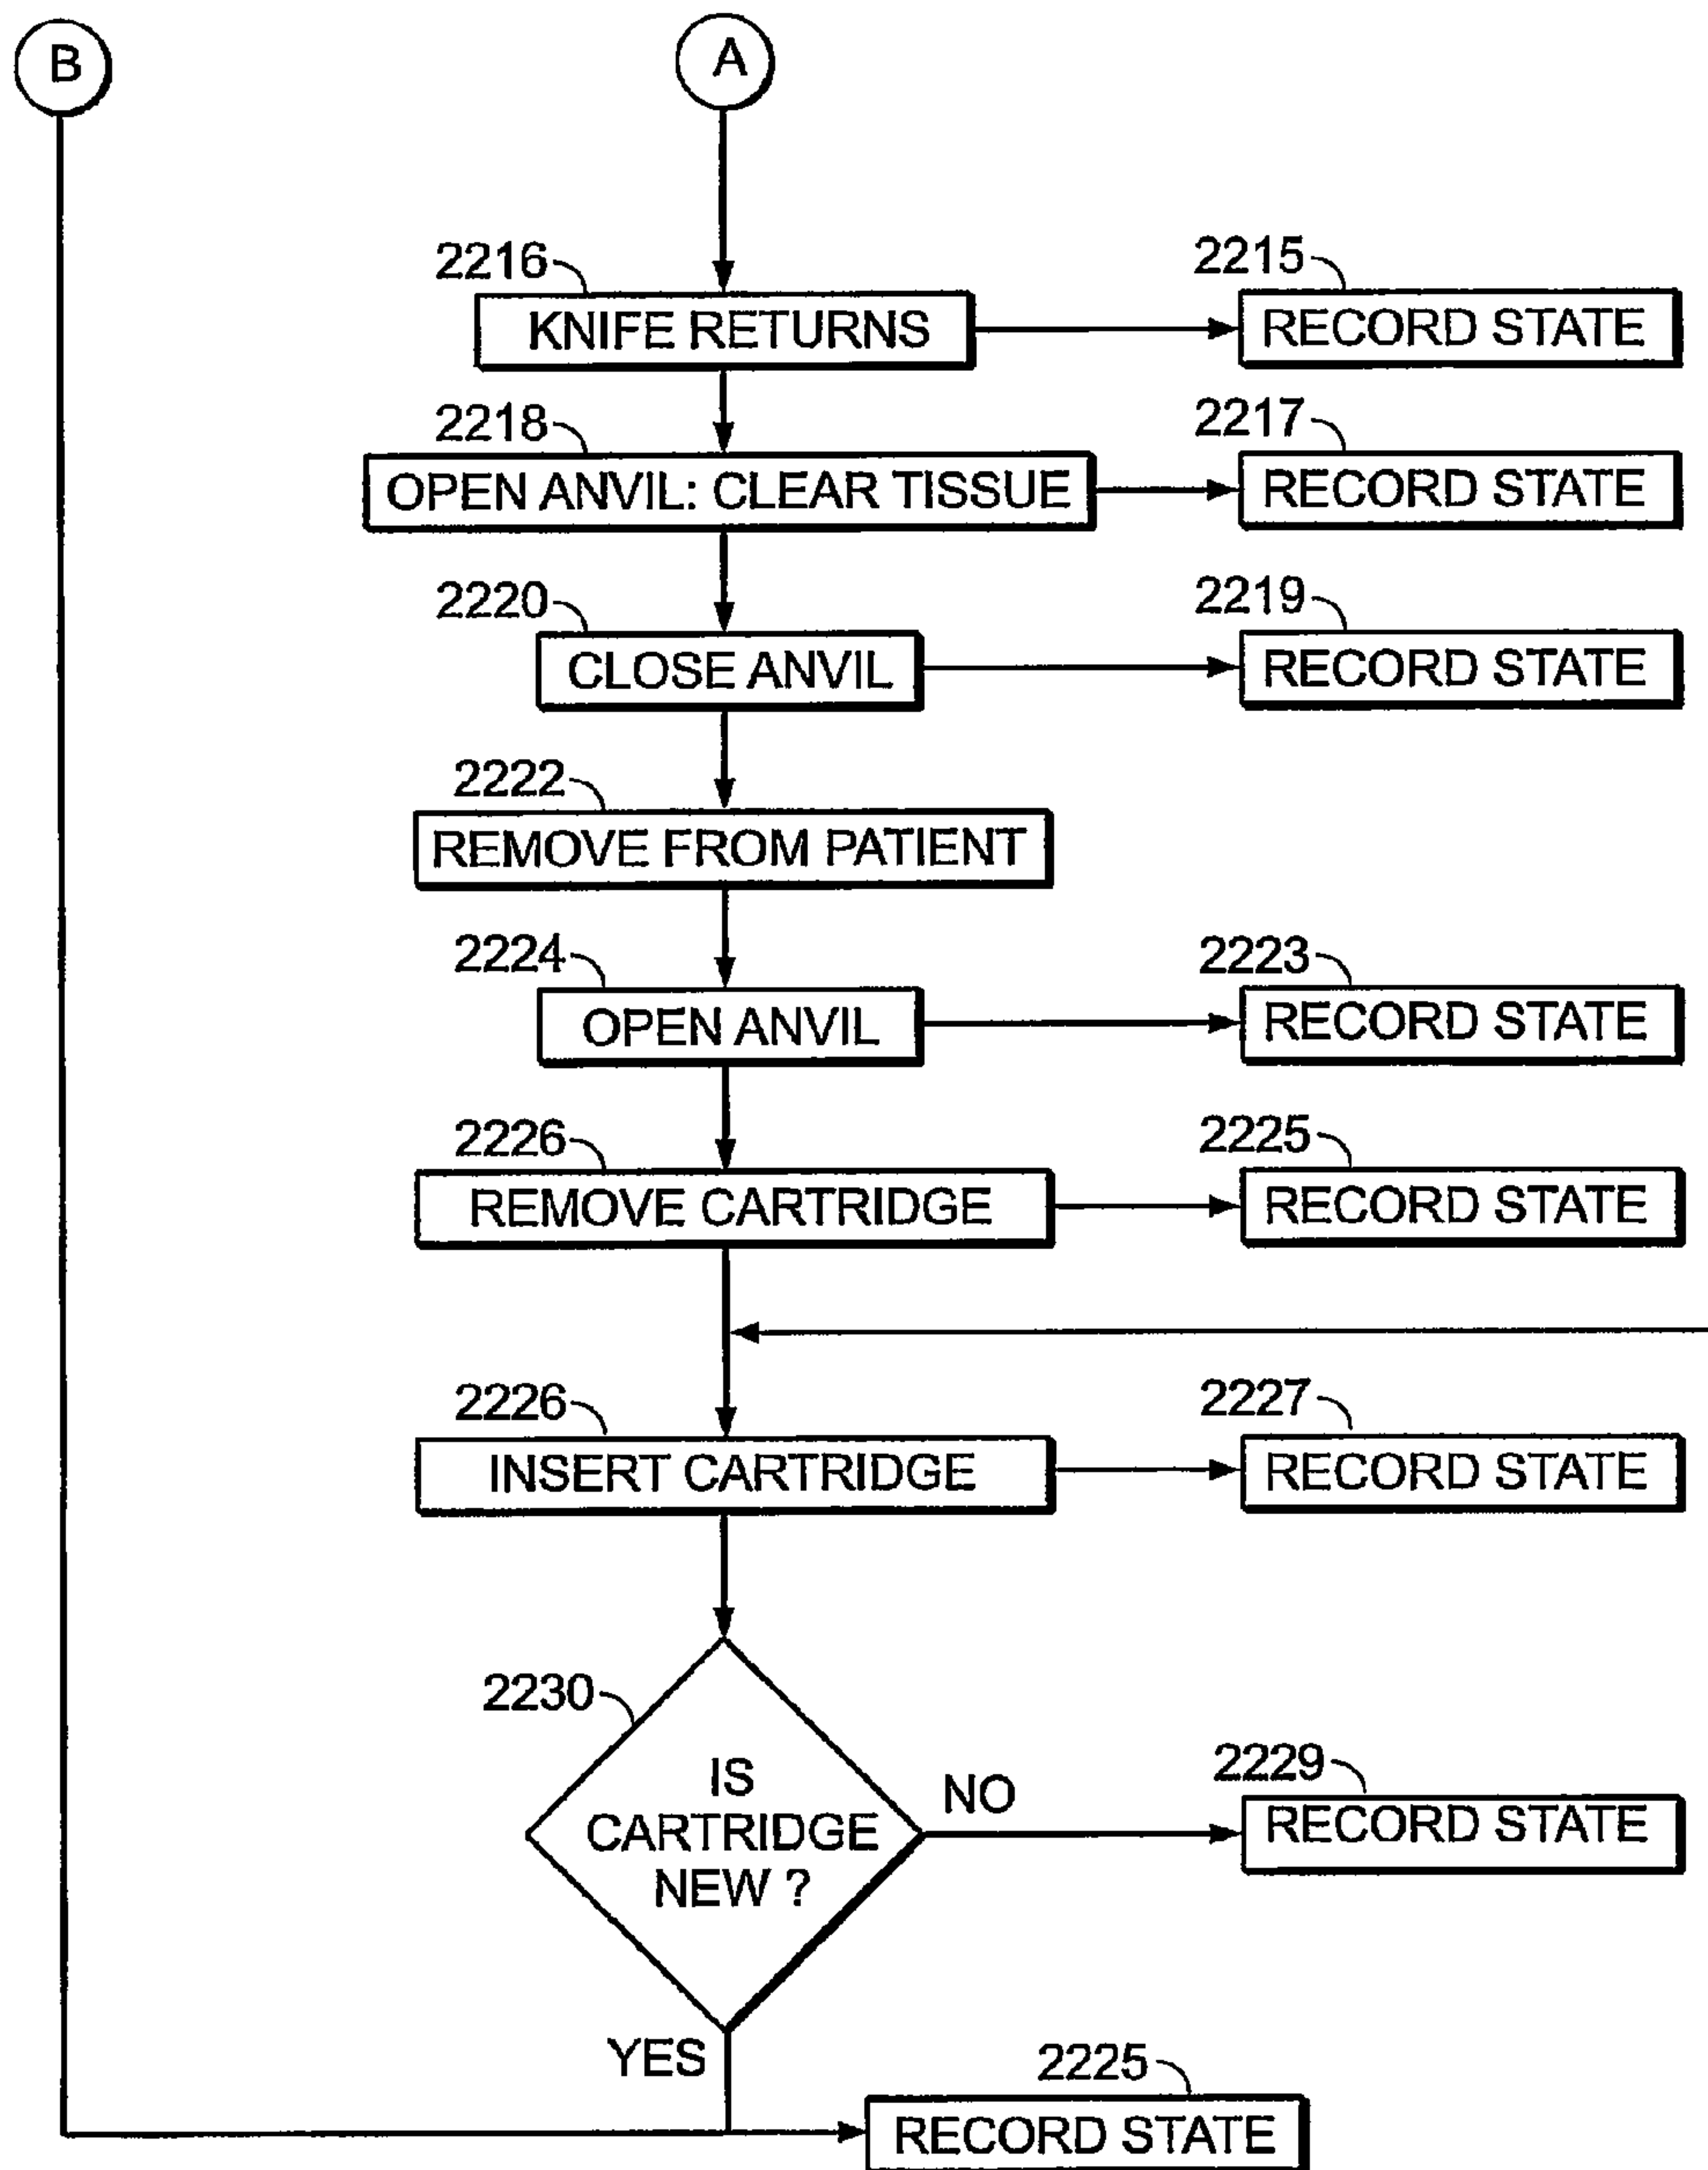 B
A
2216
KNIFE RETURNS
2215
RECORD STATE
2218
OPEN ANVIL: CLEAR TISSUE
2217
RECORD STATE
2220
CLOSE ANVIL
2219
RECORD STATE
2222
REMOVE FROM PATIENT
2224
OPEN ANVIL
2223
RECORD STATE
2226
REMOVE CARTRIDGE
2225
RECORD STATE
2226
INSERT CARTRIDGE
2227
RECORD STATE
2230
IS
CARTRIDGE
NEW ?
NO
2229
RECORD STATE
YES
2225
RECORD STATE